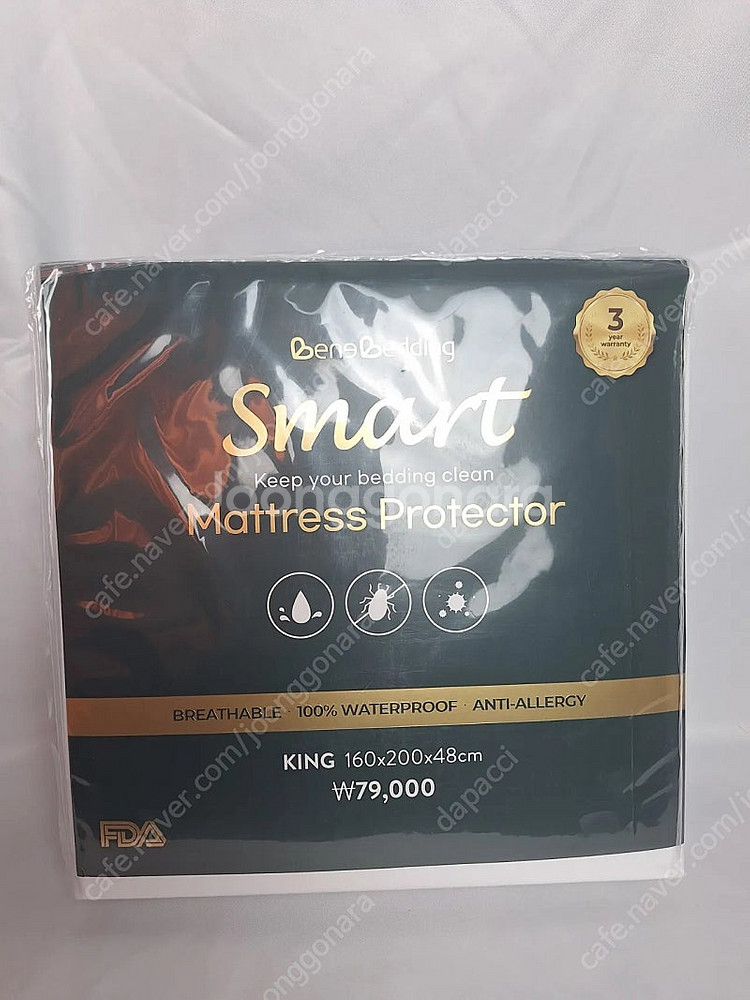 BeneBedding
3
year
warranty
Smart
Keep your bedding clean
joonggonara
Mattress Protector
BREATHABLE · 100% WATERPROOF · ANTI-ALLERGY
KING 160x200x48cm
₩79,000
FDA
cafe.naver.com/joonggonara
dapacci